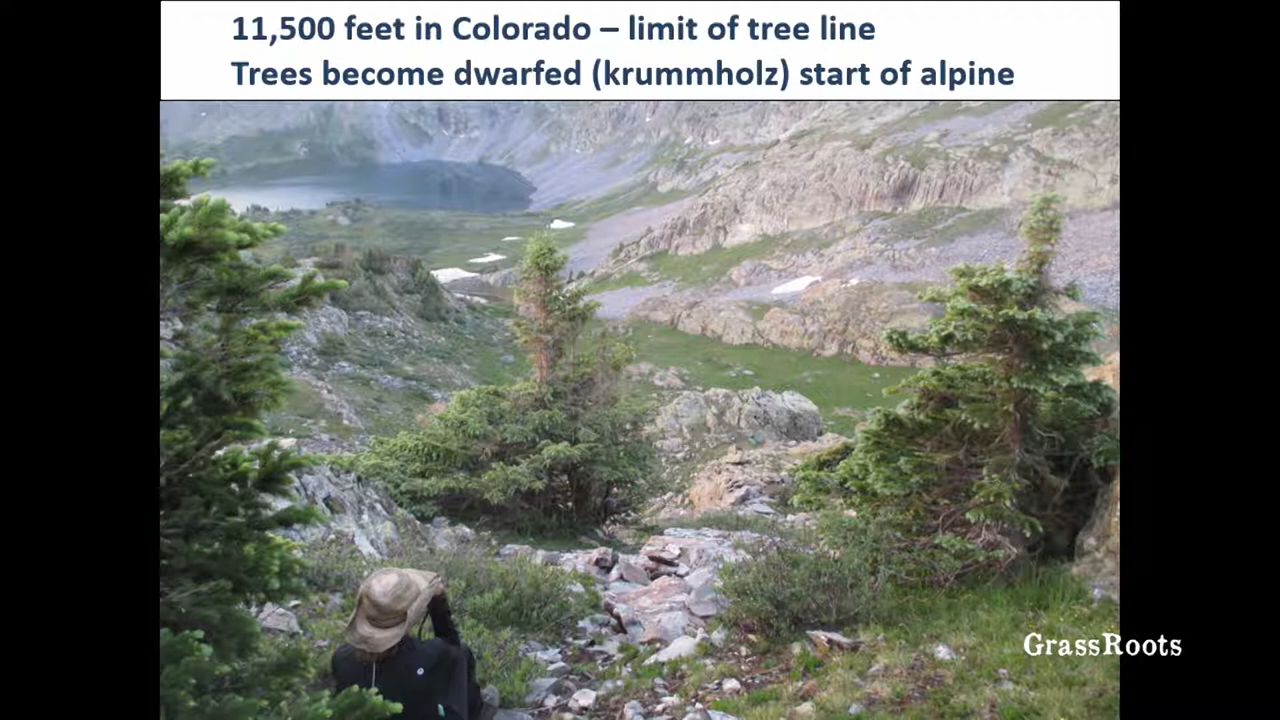 11,500 feet in Colorado – limit of tree line
Trees become dwarfed (krummholz) start of alpine
GrassRoots